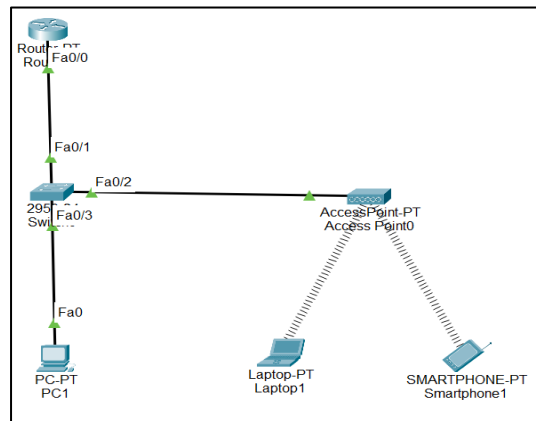 Fa0/0
Fa0/1
Fa0/2
Fa0/3
AccessPoint-PT
Access Point0
Fa0
PC-PT
PC1
Laptop-PT
Laptop1
SMARTPHONE-PT
Smartphone1